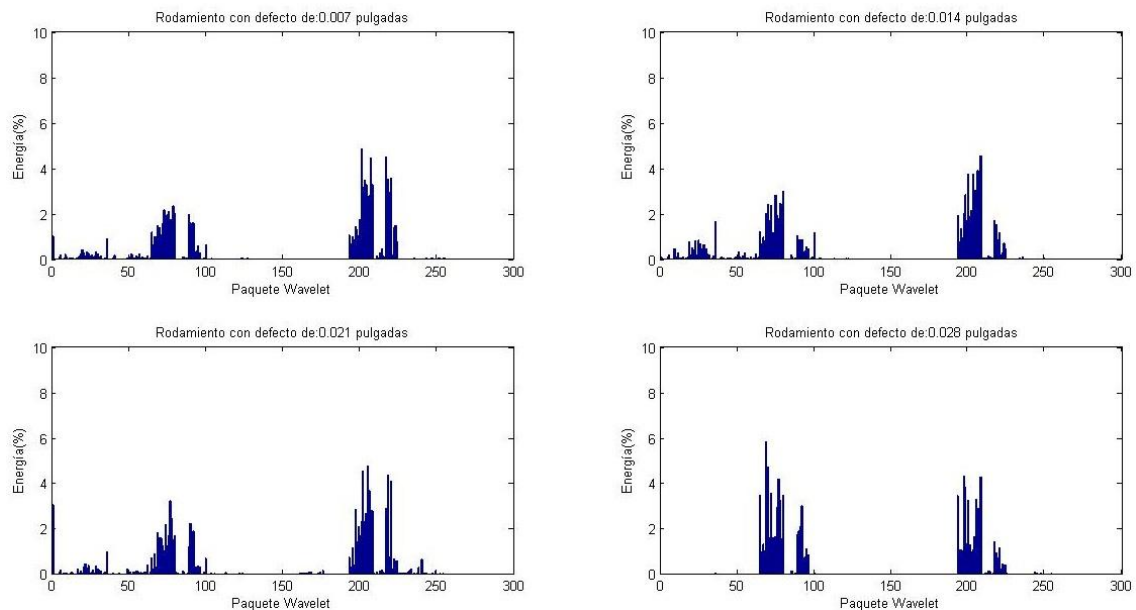 Rodamiento con defecto de:0.007 pulgadas
10
8
6
4
2
0
Energía(%)
0 50 100 150 200 250 300
Paquete Wavelet
Rodamiento con defecto de:0.014 pulgadas
10
8
6
4
2
0
Energía(%)
0 50 100 150 200 250 300
Paquete Wavelet
Rodamiento con defecto de:0.021 pulgadas
10
8
6
4
2
0
Energía(%)
0 50 100 150 200 250 300
Paquete Wavelet
Rodamiento con defecto de:0.028 pulgadas
10
8
6
4
2
0
Energía(%)
0 50 100 150 200 250 300
Paquete Wavelet